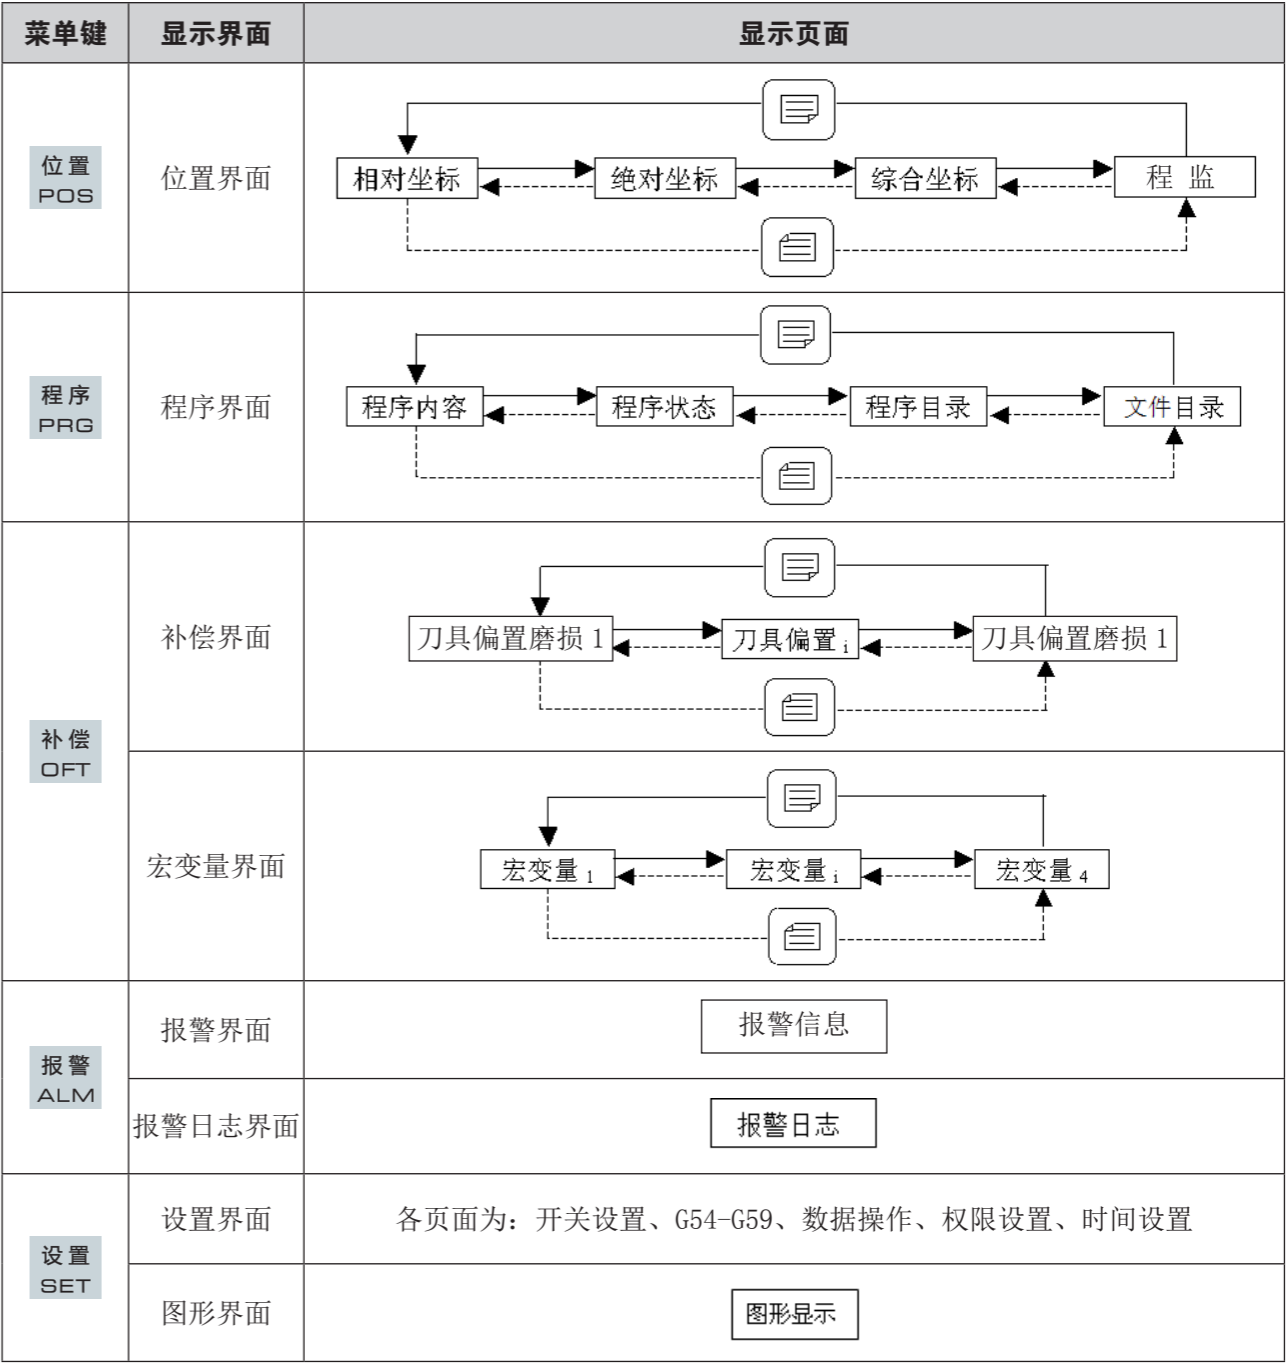 菜单键 显示界面 显示页面
位置
POS
位置界面
相对坐标 绝对坐标 综合坐标 程 监
程序
PRG
程序界面
程序内容 程序状态 程序目录 文件目录
补偿
OFT
补偿界面
刀具偏置磨损1 刀具偏置 i 刀具偏置磨损1
宏变量界面
宏变量 1 宏变量 i 宏变量 4
报警
ALM
报警界面
报警信息
报警日志界面
报警日志
设置
SET
设置界面
各页面为：开关设置、G54-G59、数据操作、权限设置、时间设置
图形界面
图形显示